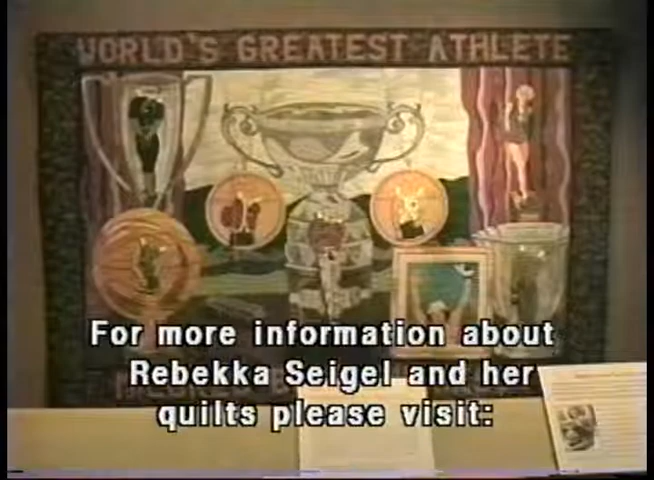 WORLD'S GREATEST ATHLETE
For more information about
Rebekka Seigel and her
quilts please visit: